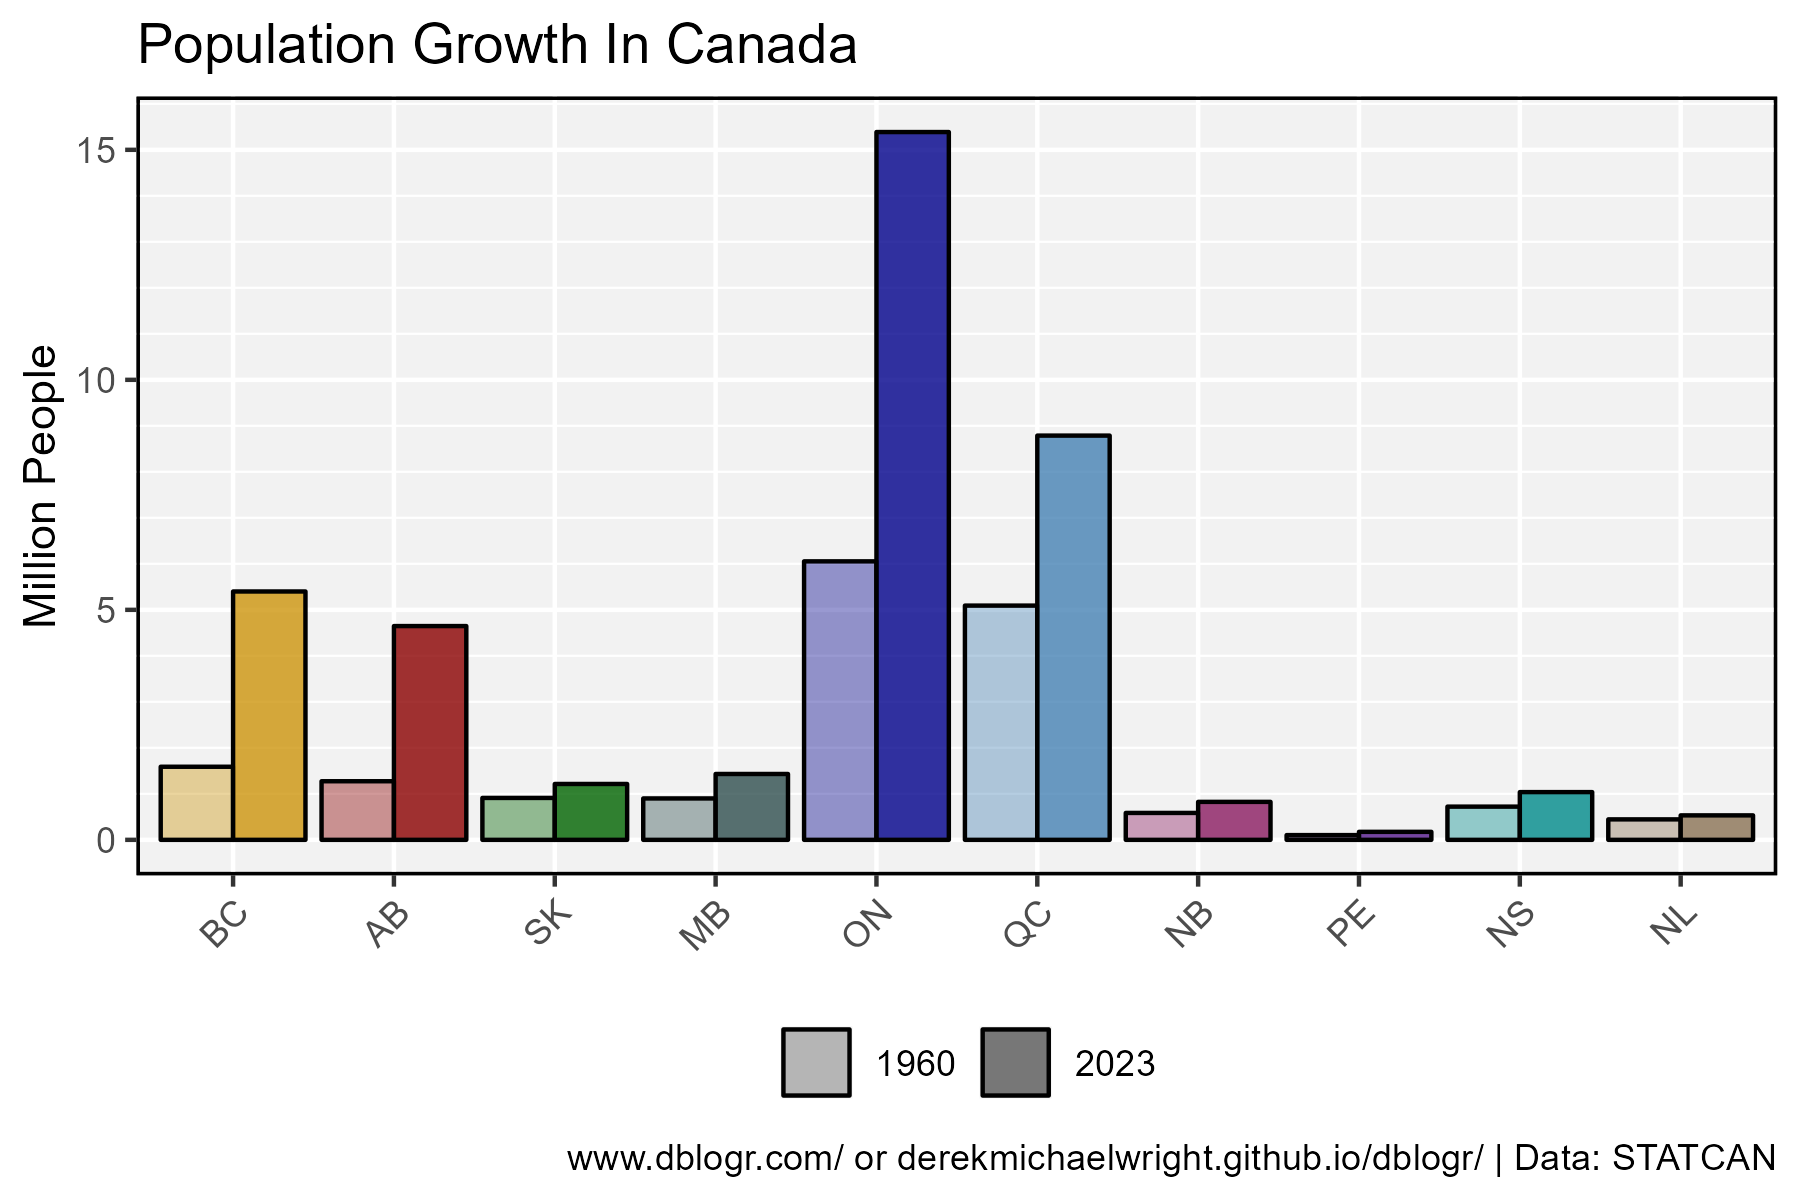 Population Growth In Canada
Million People
15
10
5
0
BC AB SK MB ON QC NB PE NS NL
1960 2023
www.dblogr.com/ or derekmichaelwright.github.io/dblogr/ | Data: STATCAN